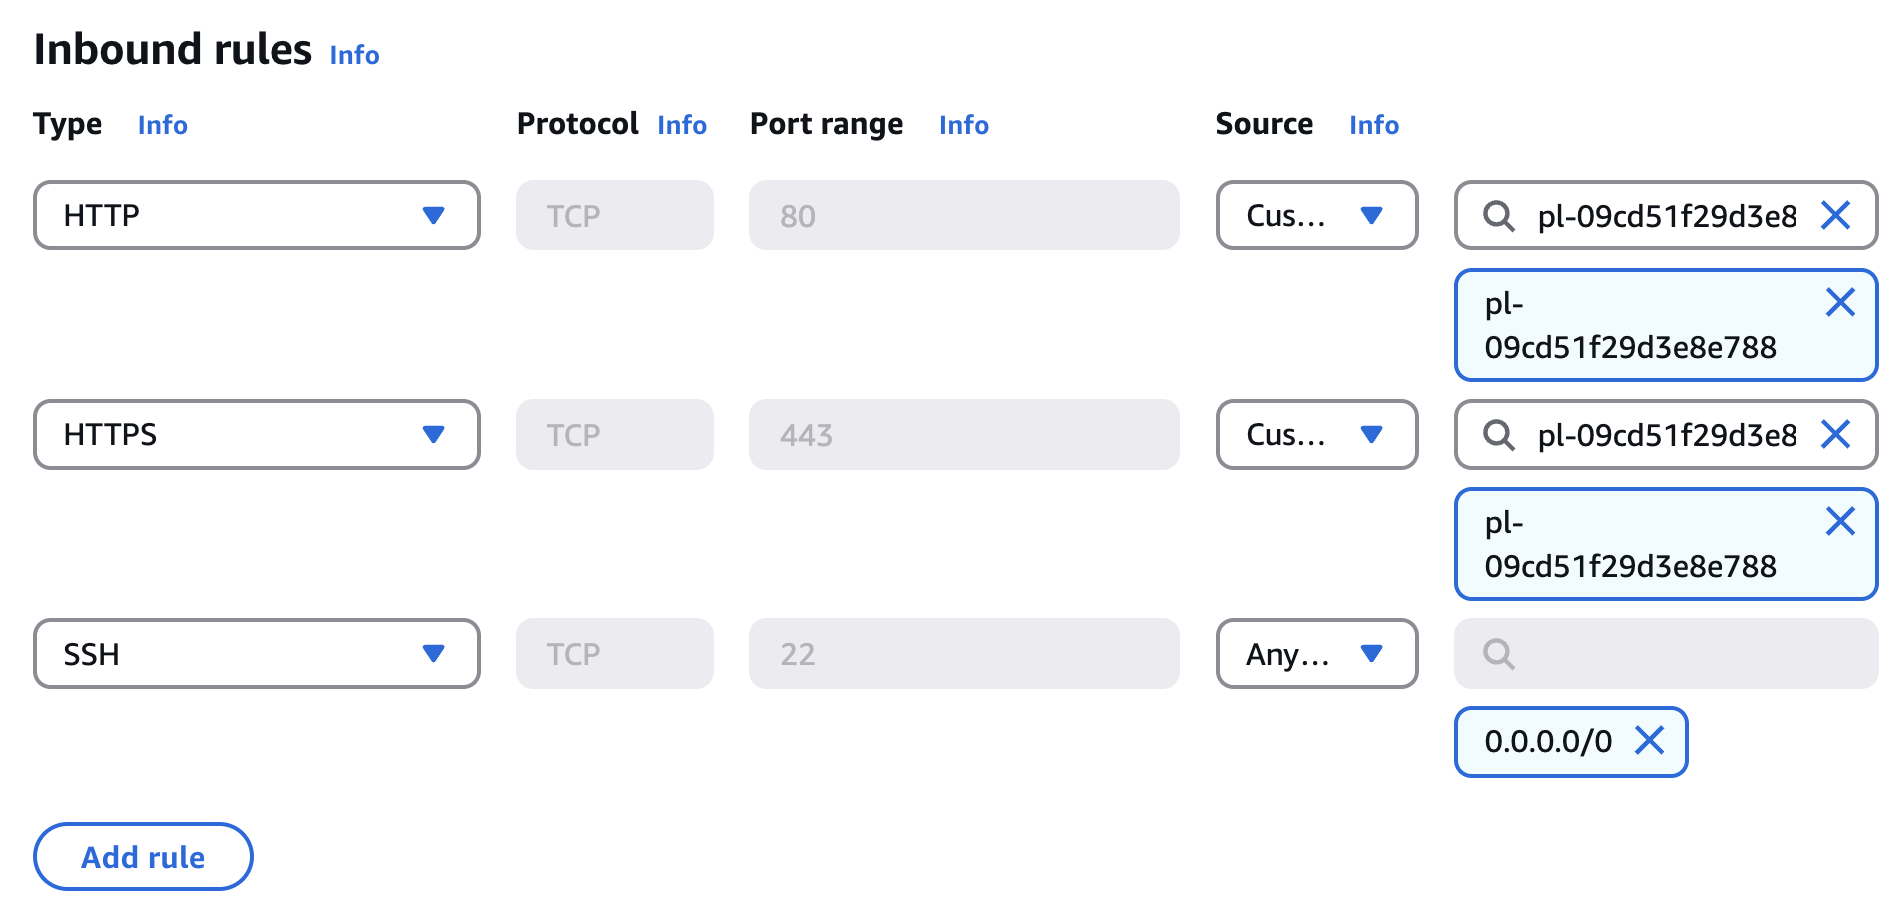 Inbound rules Info
Type Info Protocol Info Port range Info Source Info
HTTP TCP 80 Cus... pl-09cd51f29d3e8
pl-
09cd51f29d3e8e788
HTTPS TCP 443 Cus... pl-09cd51f29d3e8
pl-
09cd51f29d3e8e788
SSH TCP 22 Any...
0.0.0.0/0
Add rule